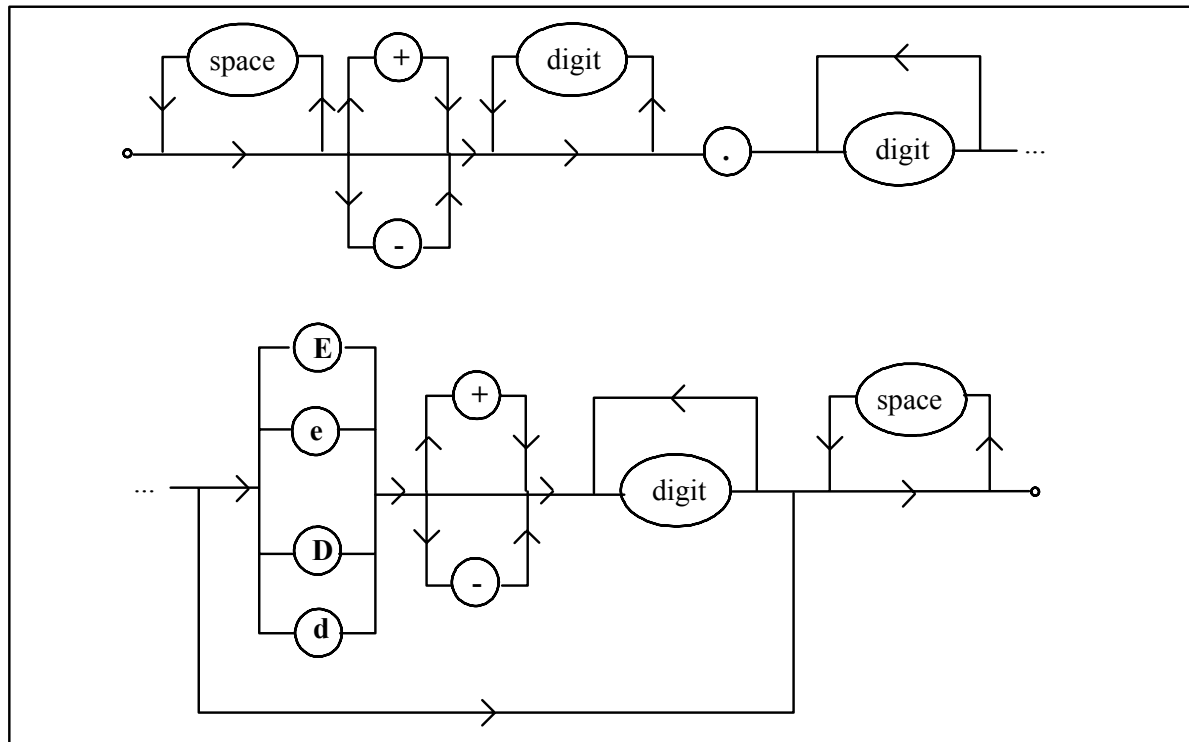 space + digit
. digit ...
-
E
+ space
e
... digit
D
-
d